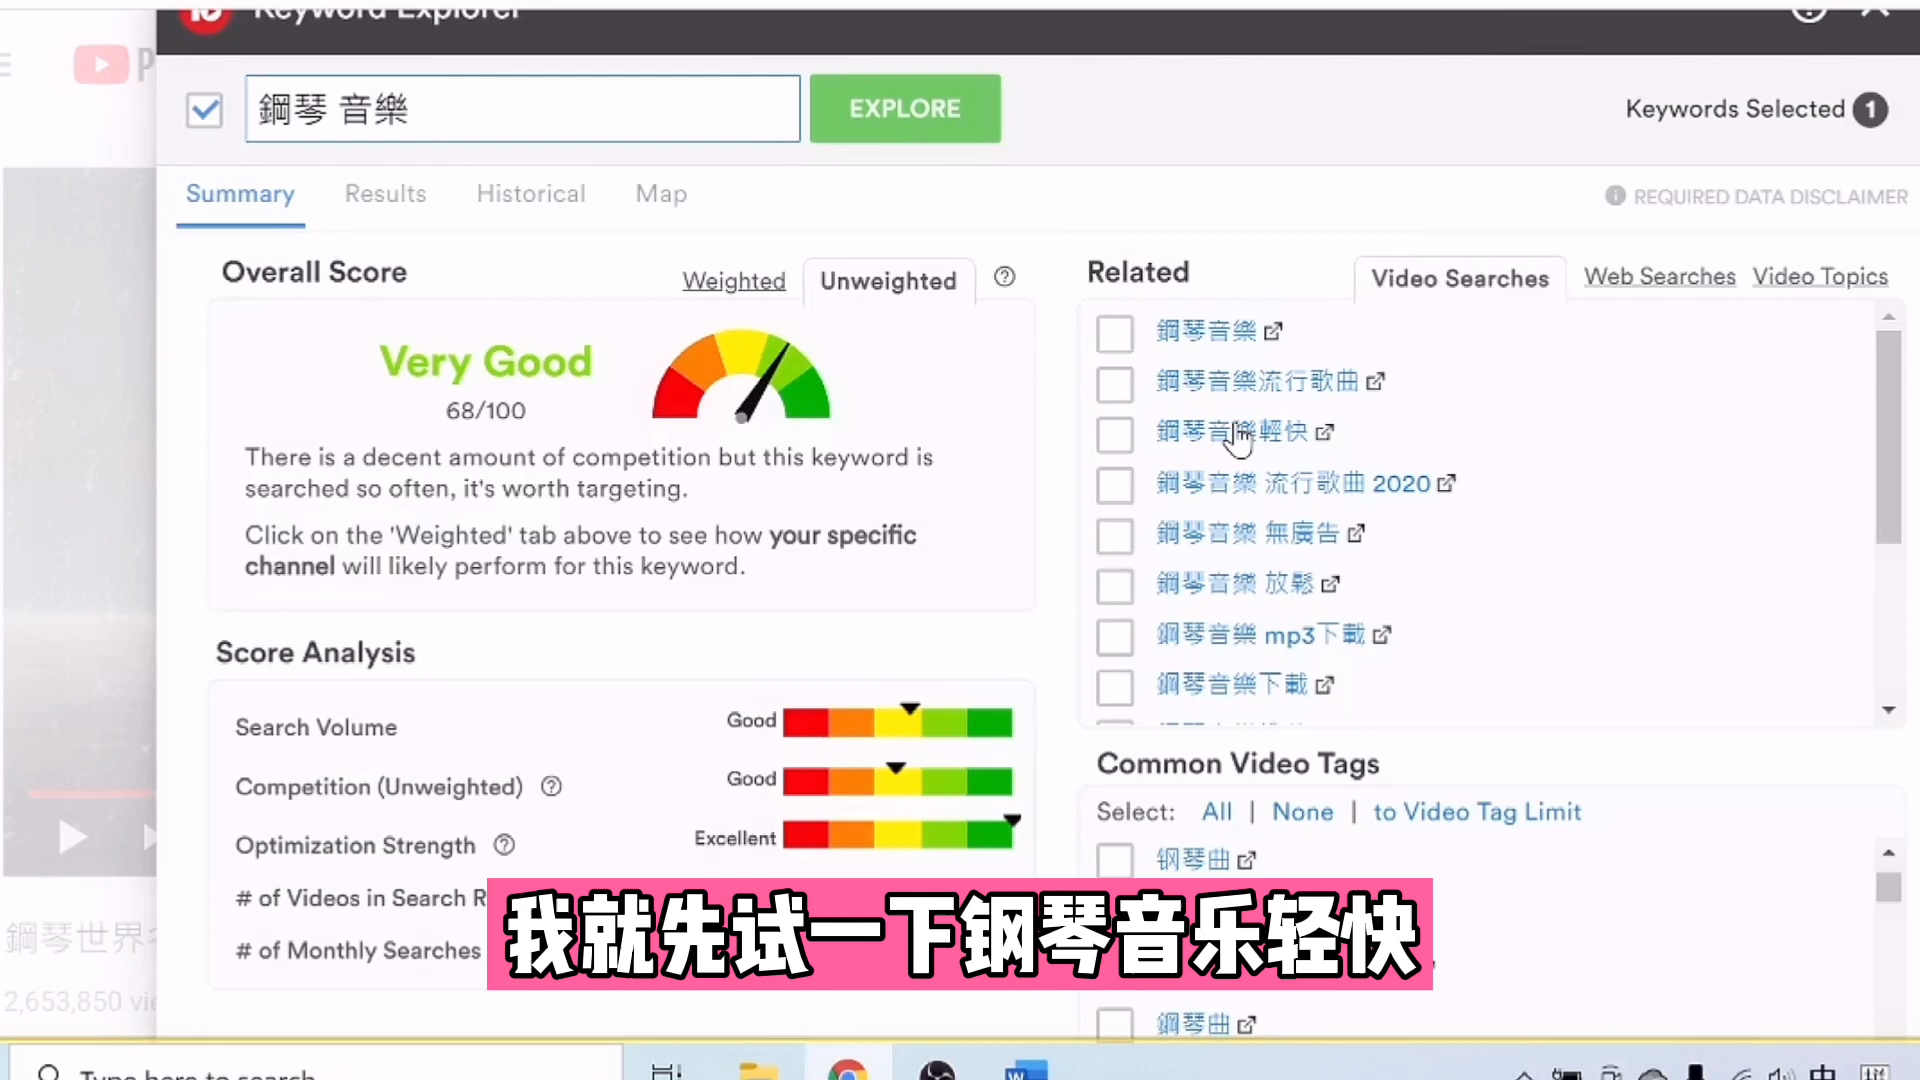 Keyword Explorer
鋼琴 音樂
EXPLORE
Keywords Selected 1
Summary
Results
Historical
Map
REQUIRED DATA DISCLAIMER
Overall Score
Weighted
Unweighted
Very Good
68/100
There is a decent amount of competition but this keyword is
searched so often, it's worth targeting.
Click on the 'Weighted' tab above to see how your specific
channel will likely perform for this keyword.
Related
Video Searches
Web Searches
Video Topics
鋼琴音樂
鋼琴音樂流行歌曲
鋼琴音樂輕快
鋼琴音樂 流行歌曲 2020
鋼琴音樂 無廣告
鋼琴音樂 放鬆
鋼琴音樂 mp3下載
鋼琴音樂下載
Score Analysis
Search Volume
Good
Competition (Unweighted)
Good
Optimization Strength
Excellent
# of Videos in Search R
# of Monthly Searches
Common Video Tags
Select: All | None | to Video Tag Limit
钢琴曲
鋼琴曲
我就先试一下鋼琴音乐轻快
鋼琴世界
2,653,850
Type here to search
中